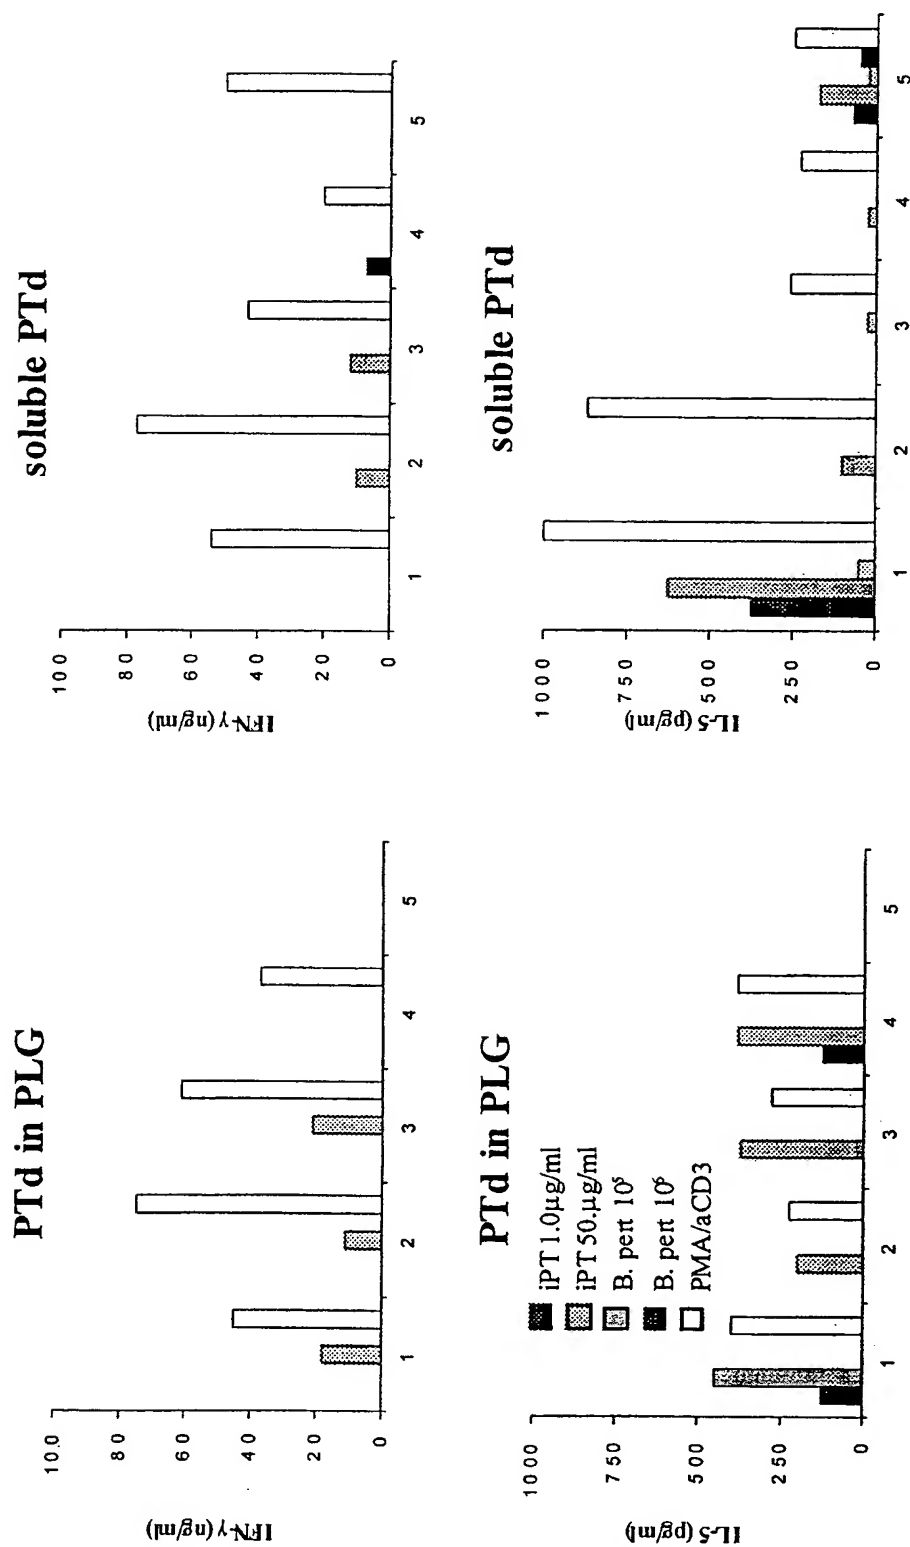 PTd in PLG
IFN-γ (ng/ml)
100
80
60
40
20
0
1 2 3 4 5
soluble PTd
IFN-γ (ng/ml)
100
80
60
40
20
0
1 2 3 4 5
PTd in PLG
IL-5 (pg/ml)
1000
750
500
250
0
iPT 1.0µg/ml
iPT 50.µg/ml
B. pert 10⁵
B. pert 10⁶
PMA/aCD3
1 2 3 4 5
soluble PTd
IL-5 (pg/ml)
1000
750
500
250
0
1 2 3 4 5